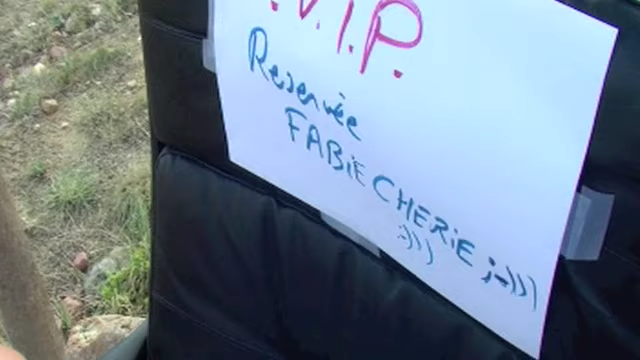 .V.I.P.
Reservée
FABiE CHERiE ;-)))
:)))